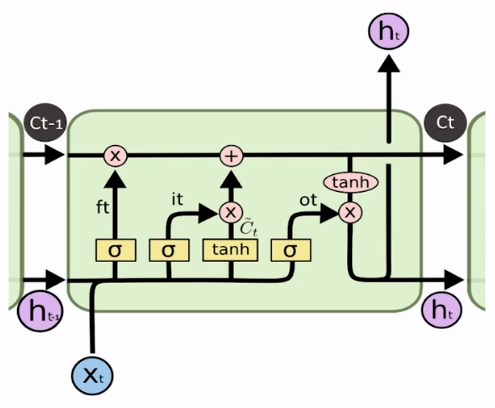 ht
Ct-1
Ct
x
+
tanh
ft
it
x
ot
x
C̃t
σ
σ
tanh
σ
ht-1
ht
xt